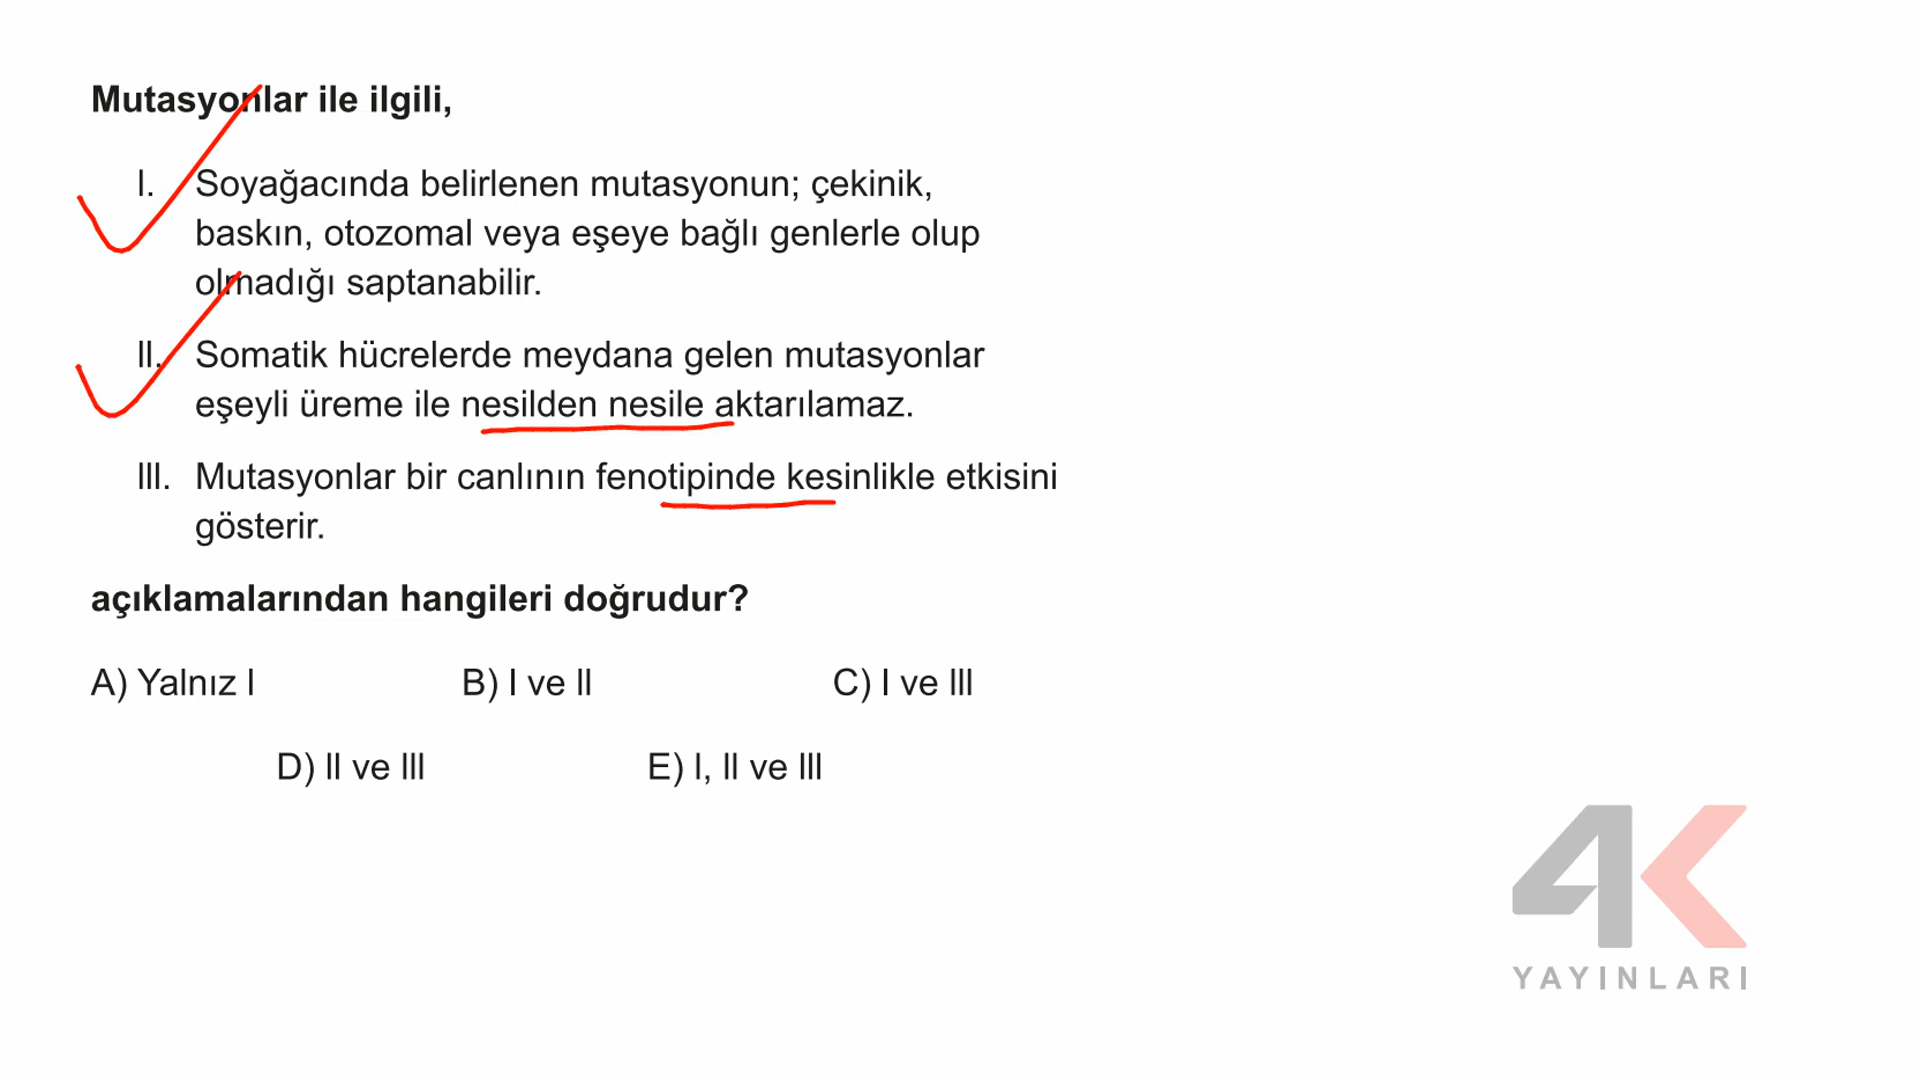 Mutasyonlar ile ilgili,
I. Soyağacında belirlenen mutasyonun; çekinik,
baskın, otozomal veya eşeye bağlı genlerle olup
olmadığı saptanabilir.
II. Somatik hücrelerde meydana gelen mutasyonlar
eşeyli üreme ile nesilden nesile aktarılamaz.
III. Mutasyonlar bir canlının fenotipinde kesinlikle etkisini
gösterir.
açıklamalarından hangileri doğrudur?
A) Yalnız I B) I ve II C) I ve III
D) II ve III E) I, II ve III
4K
YAYINLARI